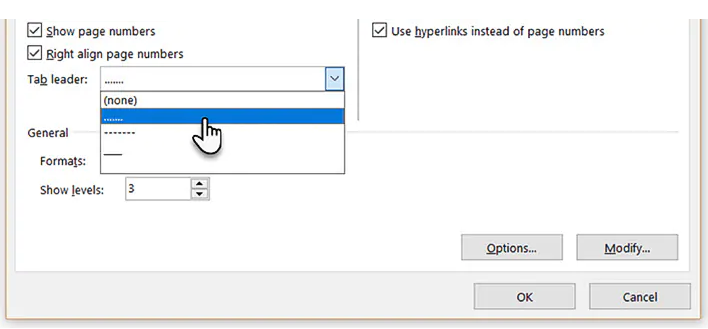 Show page numbers
Use hyperlinks instead of page numbers
Right align page numbers
Tab leader: .......
(none)
.......
General -------
Formats: ___
Show levels: 3
Options... Modify...
OK Cancel